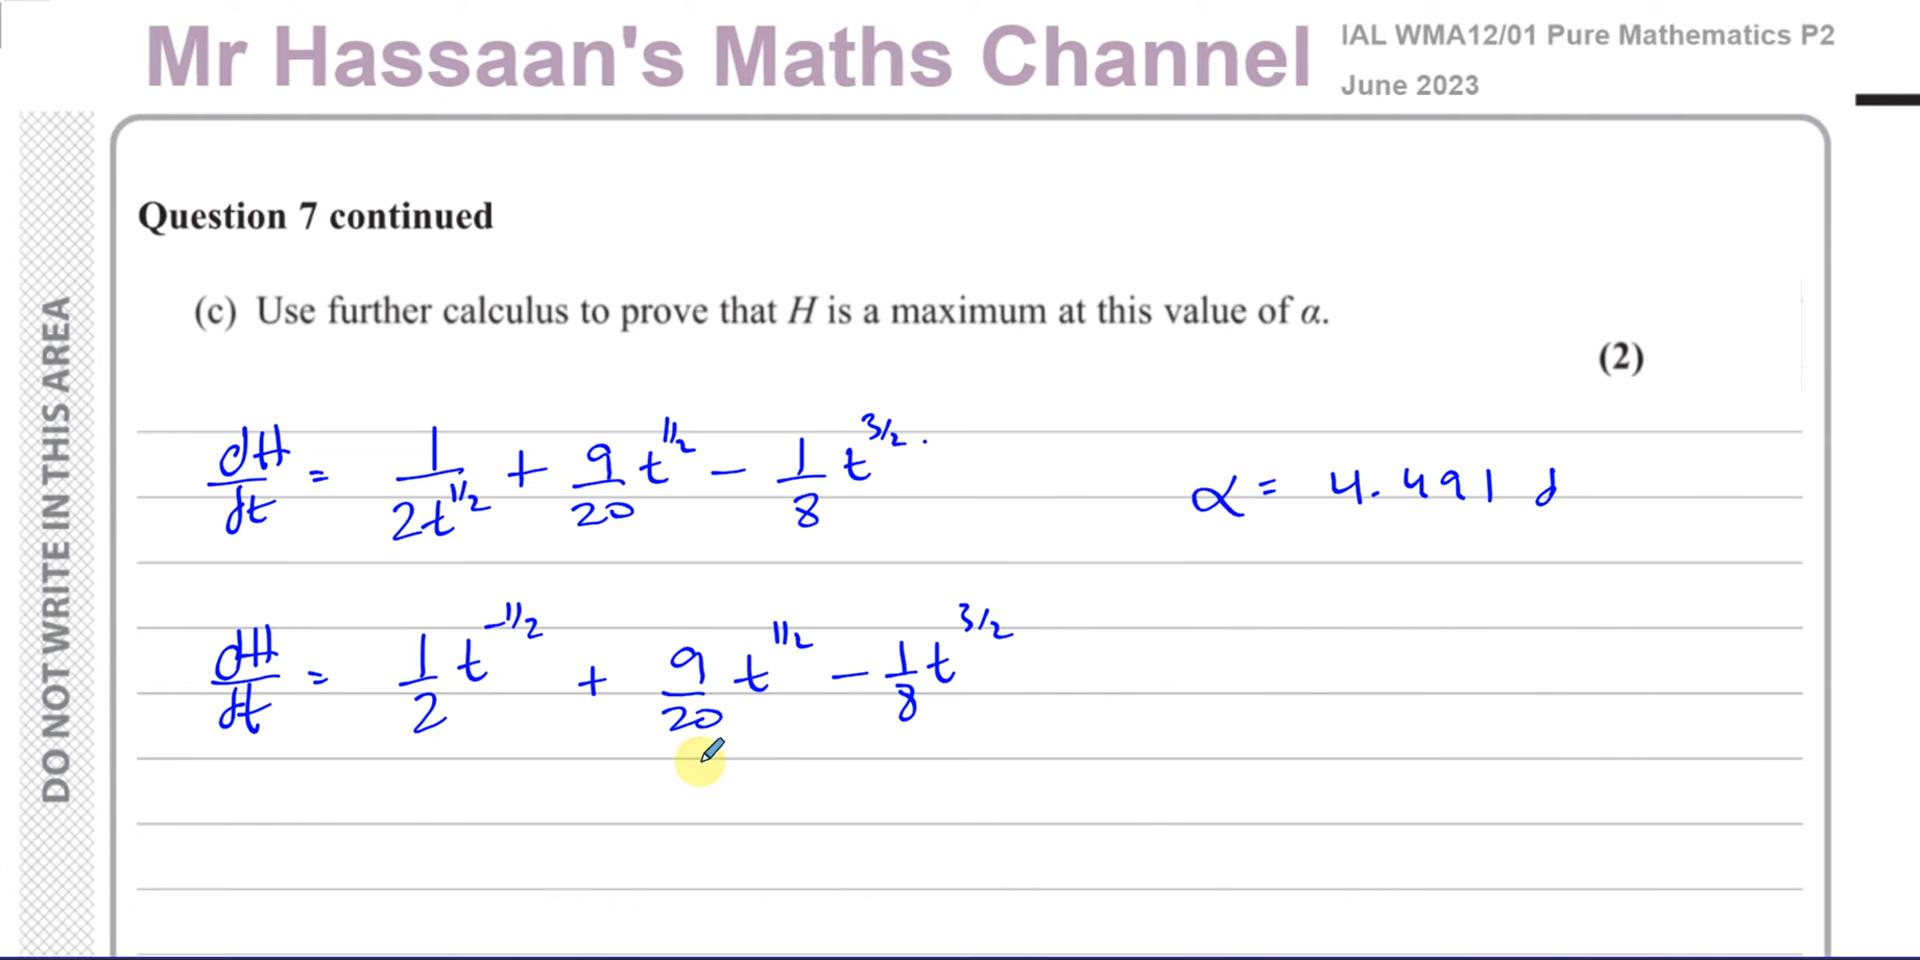 Mr Hassaan's Maths Channel
IAL WMA12/01 Pure Mathematics P2
June 2023
DO NOT WRITE IN THIS AREA
Question 7 continued
(c) Use further calculus to prove that H is a maximum at this value of α.
(2)
dH/dt = 1/(2t^(1/2)) + 9/20 t^(1/2) - 1/8 t^(3/2).
α = 4.491 d
dH/dt = 1/2 t^(-1/2) + 9/20 t^(1/2) - 1/8 t^(3/2)